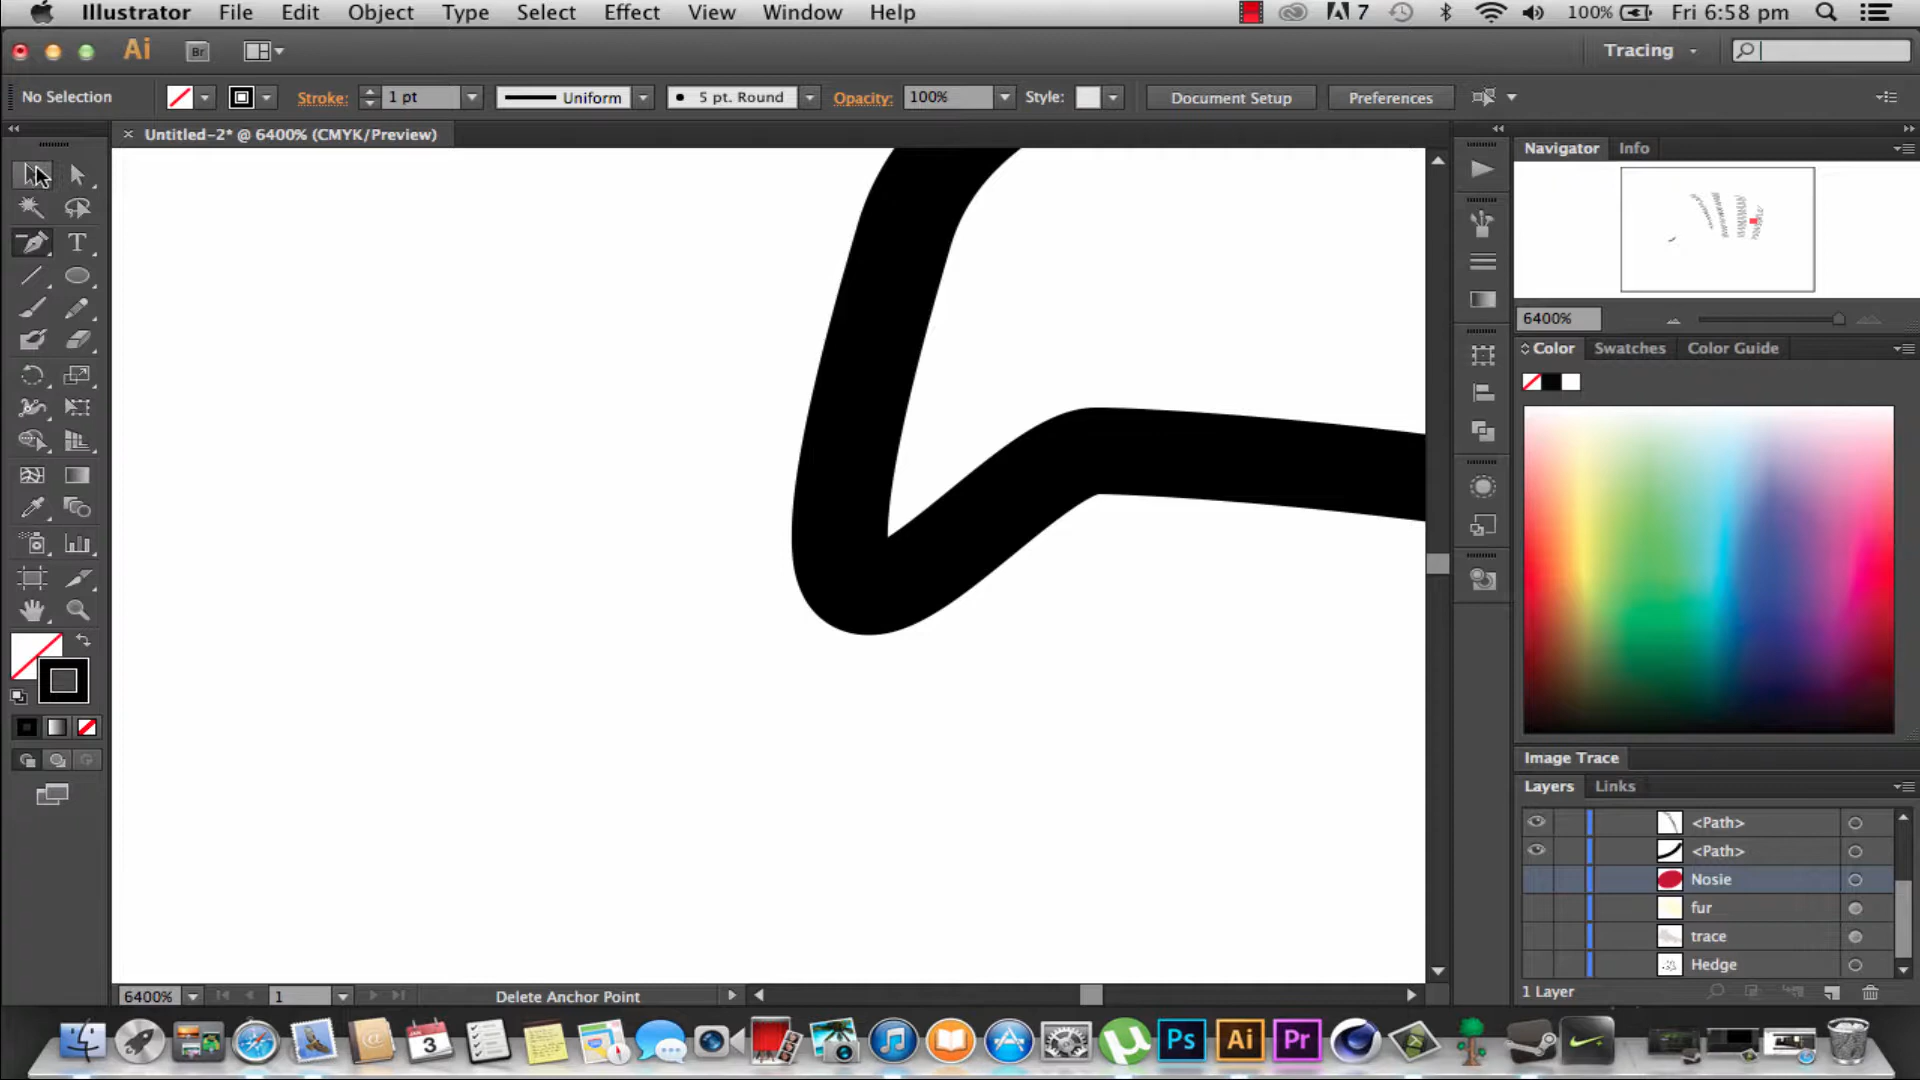 Illustrator File Edit Object Type Select Effect View Window Help 7 100% Fri 6:58 pm
Ai Br Tracing
No Selection Stroke: 1 pt Uniform 5 pt. Round Opacity: 100% Style: Document Setup Preferences
× Untitled-2* @ 6400% (CMYK/Preview)
Navigator Info
T
6400%
Color Swatches Color Guide
Image Trace
Layers Links
<Path>
<Path>
Nosie
fur
trace
Hedge
6400% 1 Delete Anchor Point 1 Layer
JAN 3 Ps Ai Pr